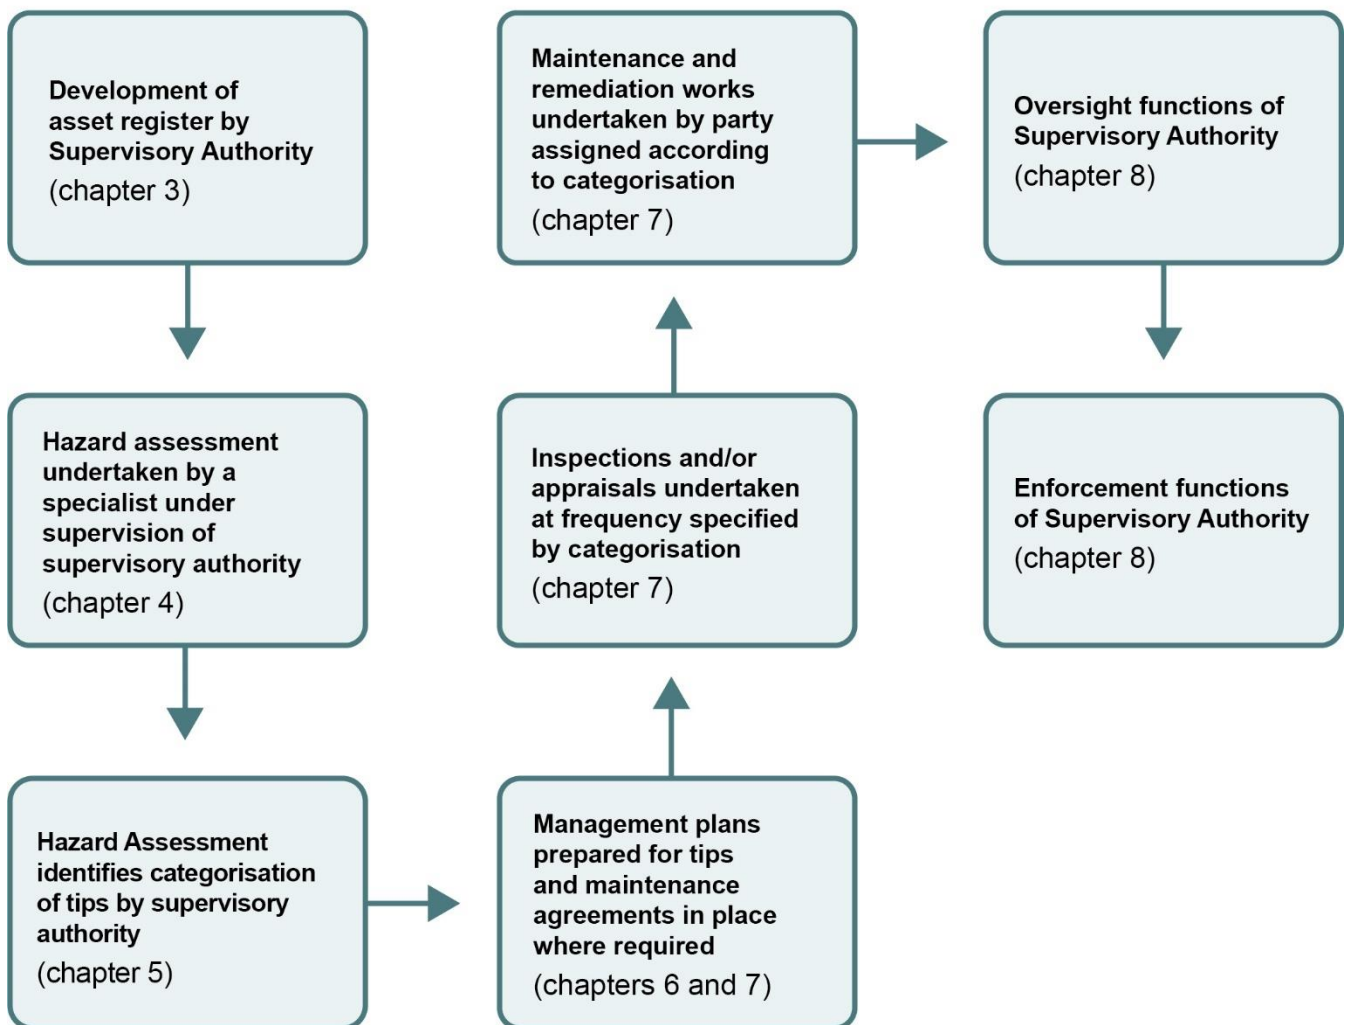 Development of
asset register by
Supervisory Authority
(chapter 3)
Hazard assessment
undertaken by a
specialist under
supervision of
supervisory authority
(chapter 4)
Hazard Assessment
identifies categorisation
of tips by supervisory
authority
(chapter 5)
Management plans
prepared for tips
and maintenance
agreements in place
where required
(chapters 6 and 7)
Inspections and/or
appraisals undertaken
at frequency specified
by categorisation
(chapter 7)
Maintenance and
remediation works
undertaken by party
assigned according
to categorisation
(chapter 7)
Oversight functions of
Supervisory Authority
(chapter 8)
Enforcement functions
of Supervisory Authority
(chapter 8)